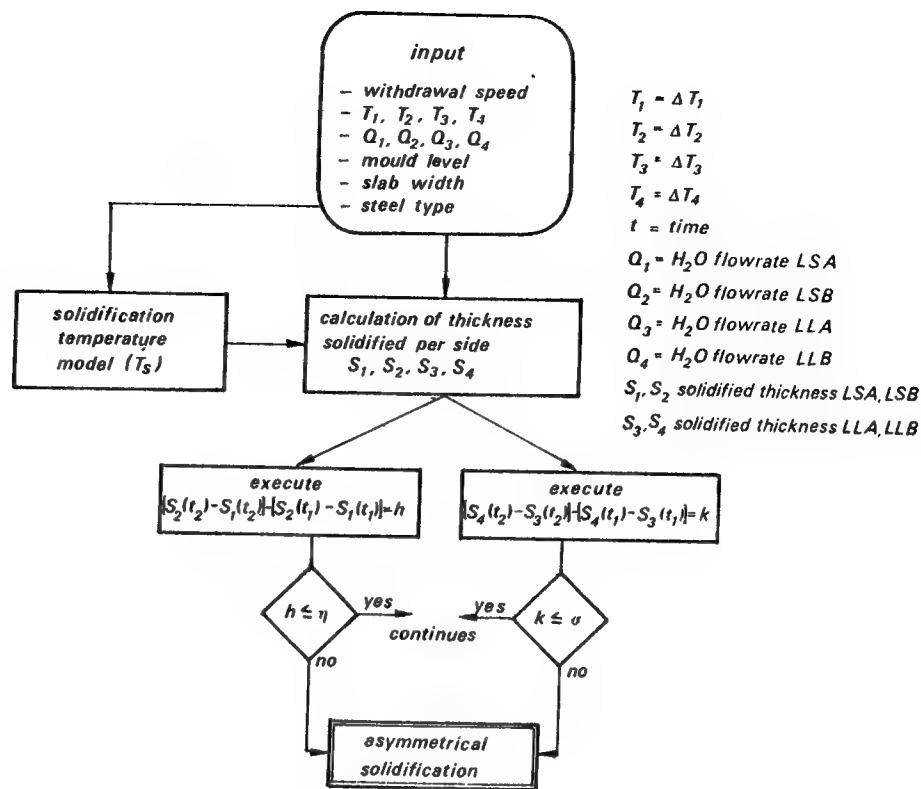 input
- withdrawal speed
- T1, T2, T3, T4
- Q1, Q2, Q3, Q4
- mould level
- slab width
- steel type
T1 = ΔT1
T2 = ΔT2
T3 = ΔT3
T4 = ΔT4
t = time
Q1 = H2O flowrate LSA
Q2 = H2O flowrate LSB
Q3 = H2O flowrate LLA
Q4 = H2O flowrate LLB
S1, S2 solidified thickness LSA, LSB
S3, S4 solidified thickness LLA, LLB
solidification
temperature
model (Ts)
calculation of thickness
solidified per side
S1, S2, S3, S4
execute
[S2(t2)-S1(t2)]-[S2(t1)-S1(t1)]=h
execute
[S4(t2)-S3(t2)]-[S4(t1)-S3(t1)]=k
h ≤ η
yes
yes
k ≤ σ
continues
no
no
asymmetrical
solidification